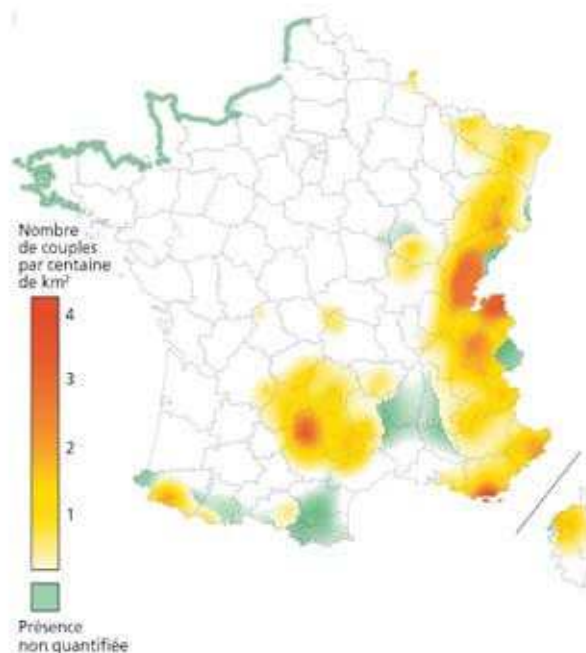 Nombre
de couples
par centaine
de km²
4
3
2
1
Présence
non quantifiée